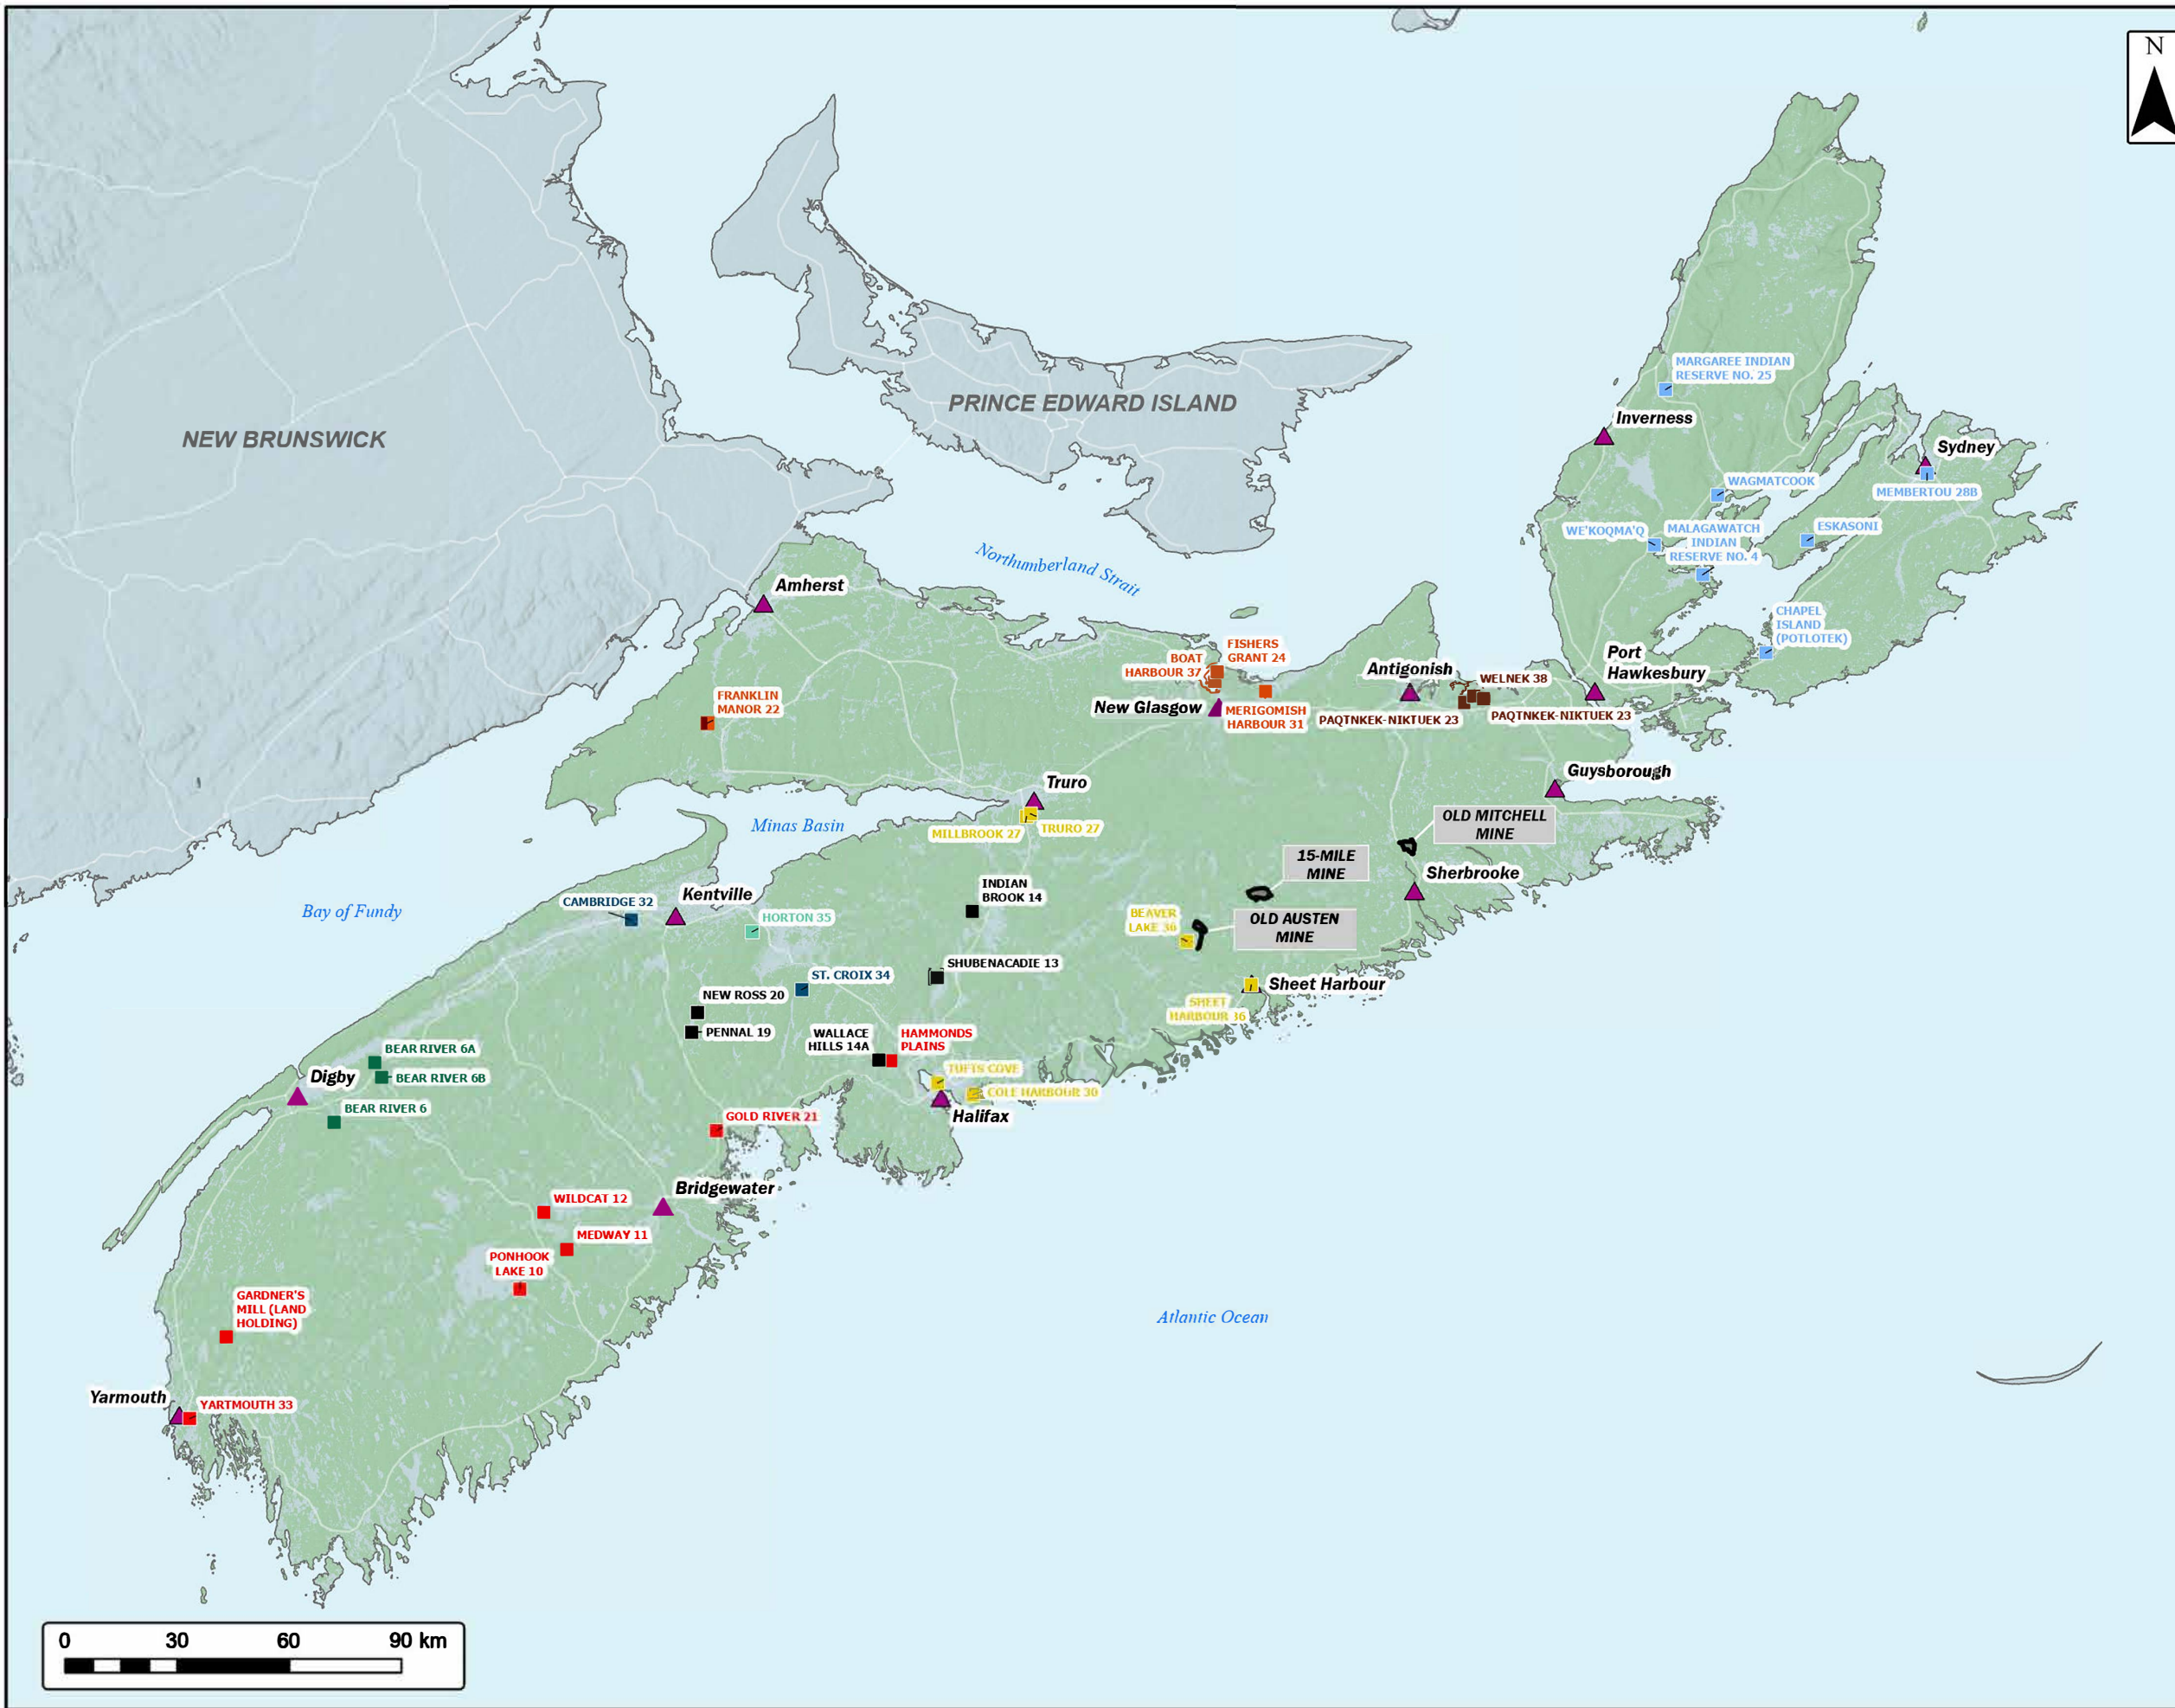 N
NEW BRUNSWICK
PRINCE EDWARD ISLAND
MARGAREE INDIAN
RESERVE NO. 25
Inverness
Sydney
MEMBERTOU 28B
WAGMATCOOK
WE'KOQMA'Q
MALAGAWATCH
INDIAN
RESERVE NO. 4
ESKASONI
CHAPEL
ISLAND
(POTLOTEK)
Northumberland Strait
Amherst
FISHERS
GRANT 24
BOAT
HARBOUR 37
Antigonish
Port
Hawkesbury
WELNEK 38
FRANKLIN
MANOR 22
New Glasgow
MERIGOMISH
HARBOUR 31
PAQTNKEK-NIKTUEK 23
PAQTNKEK-NIKTUEK 23
Guysborough
Truro
Minas Basin
MILLBROOK 27
TRURO 27
OLD MITCHELL
MINE
15-MILE
MINE
Sherbrooke
Bay of Fundy
CAMBRIDGE 32
Kentville
HORTON 35
INDIAN
BROOK 14
BEAVER
LAKE 36
OLD AUSTEN
MINE
SHUBENACADIE 13
ST. CROIX 34
Sheet Harbour
SHEET
HARBOUR 36
NEW ROSS 20
PENNAL 19
WALLACE
HILLS 14A
HAMMONDS
PLAINS
BEAR RIVER 6A
BEAR RIVER 6B
Digby
BEAR RIVER 6
TUFTS COVE
COLE HARBOUR 30
Halifax
GOLD RIVER 21
Bridgewater
WILDCAT 12
MEDWAY 11
PONHOOK
LAKE 10
GARDNER'S
MILL (LAND
HOLDING)
Atlantic Ocean
Yarmouth
YARTMOUTH 33
0 30 60 90 km